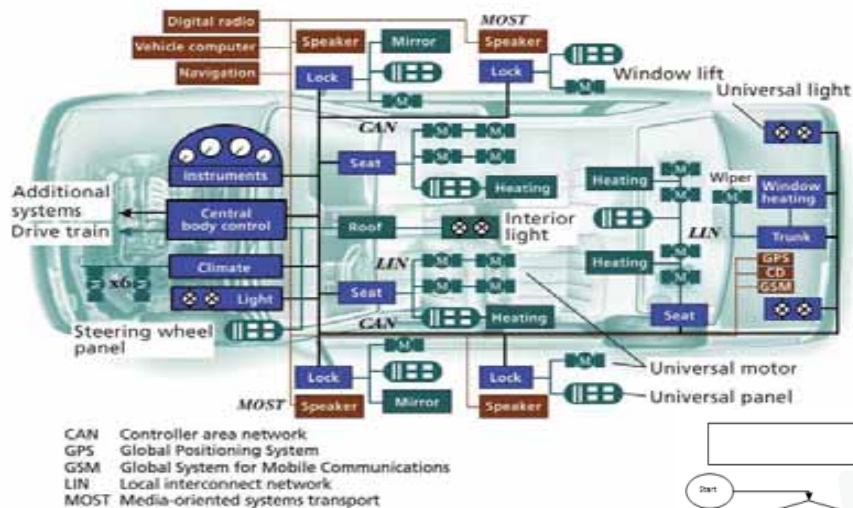 Digital radio
MOST
Vehicle computer
Speaker
Mirror
Speaker
Navigation
Lock
Lock
Window lift
M
M
Universal light
CAN
M M
Instruments
Seat
M M
Heating
Heating
M
M
Wiper
M
Window
heating
Additional
systems
Central
body control
Roof
Interior
light
Drive train
LIN
Trunk
M x6 M
Climate
LIN
M M
Heating
M
M
GPS
CD
GSM
Light
Seat
M M
Heating
Seat
Steering wheel
panel
CAN
M
Lock
M
Lock
M
Universal motor
MOST
Speaker
Mirror
Speaker
Universal panel
CAN Controller area network
GPS Global Positioning System
GSM Global System for Mobile Communications
LIN Local interconnect network
MOST Media-oriented systems transport
Start